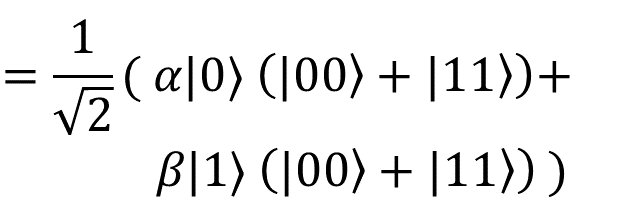 = 1/√2 ( α|0⟩ (|00⟩ + |11⟩)+
β|1⟩ (|00⟩ + |11⟩) )